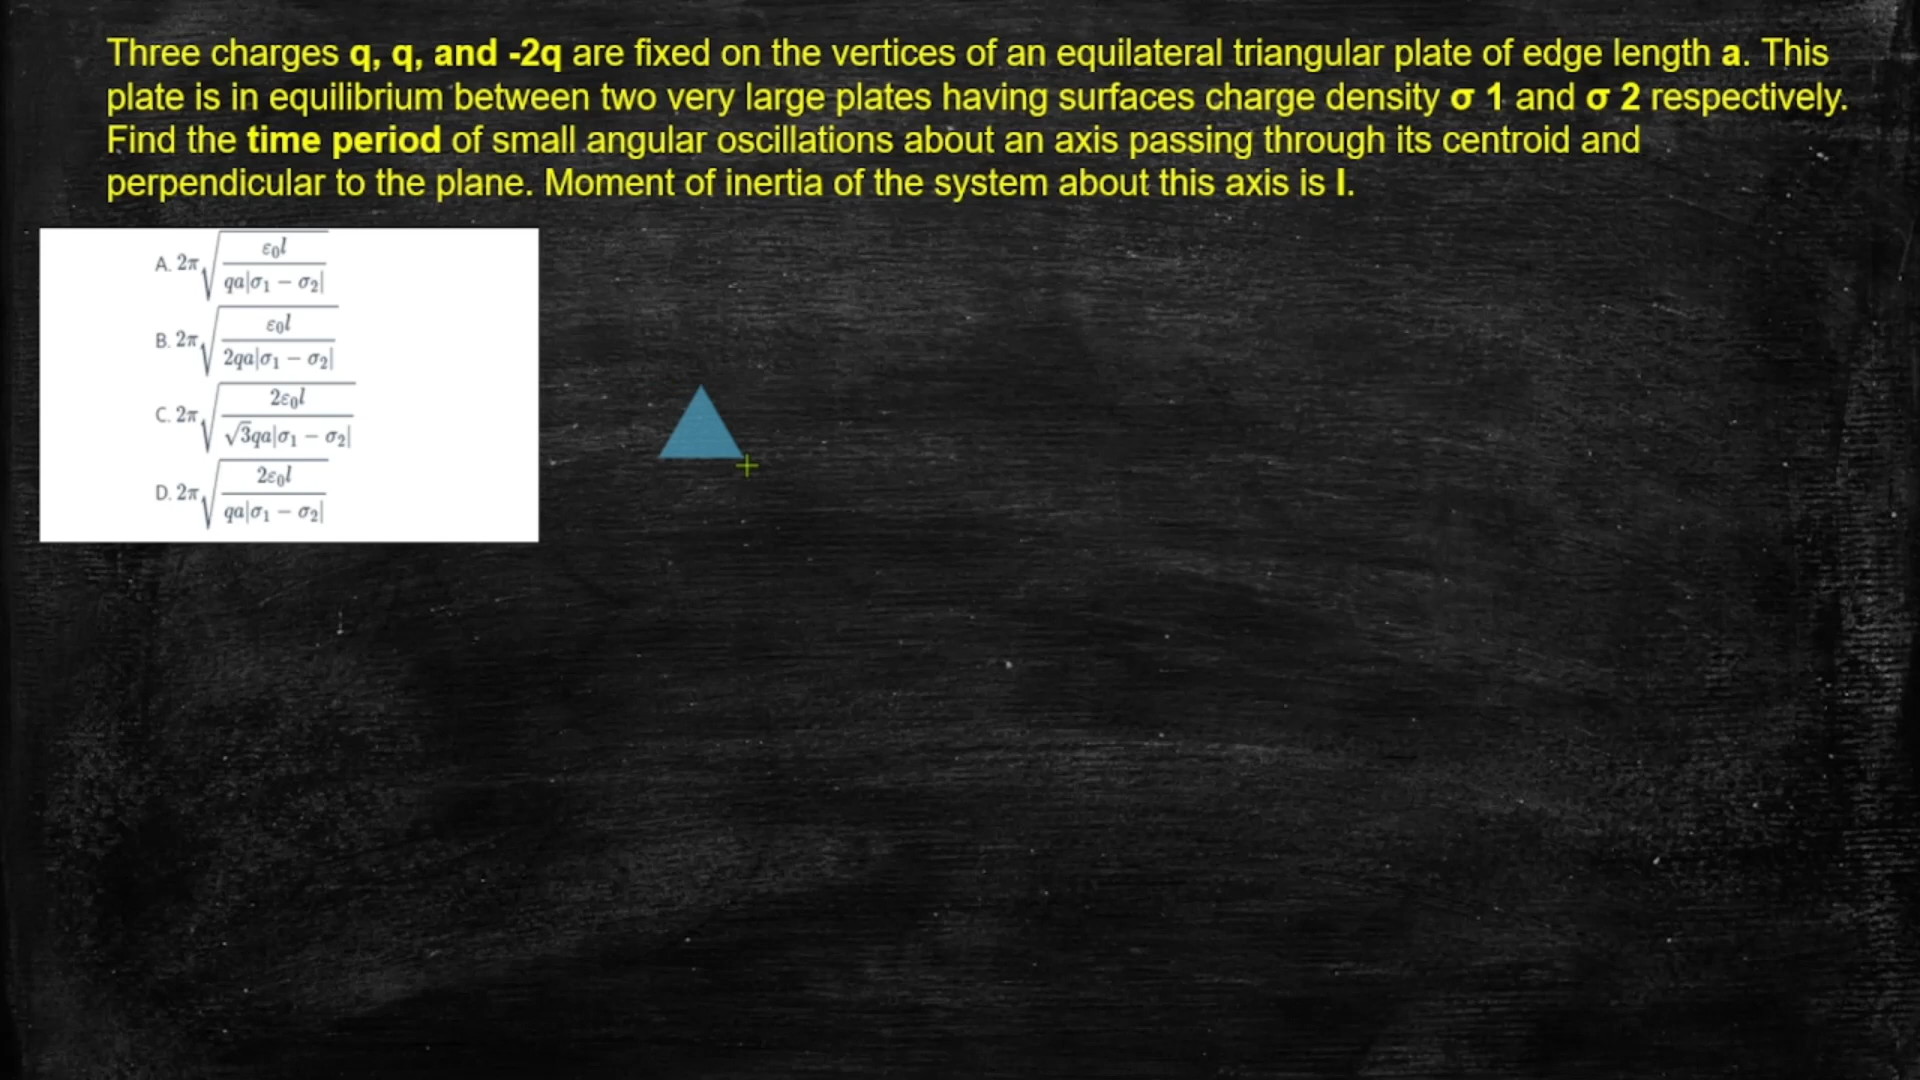 Three charges q, q, and -2q are fixed on the vertices of an equilateral triangular plate of edge length a. This
plate is in equilibrium between two very large plates having surfaces charge density σ 1 and σ 2 respectively.
Find the time period of small angular oscillations about an axis passing through its centroid and
perpendicular to the plane. Moment of inertia of the system about this axis is I.
A. 2π√(ε₀l / qa|σ₁ − σ₂|)
B. 2π√(ε₀l / 2qa|σ₁ − σ₂|)
C. 2π√(2ε₀l / √3qa|σ₁ − σ₂|)
D. 2π√(2ε₀l / qa|σ₁ − σ₂|)